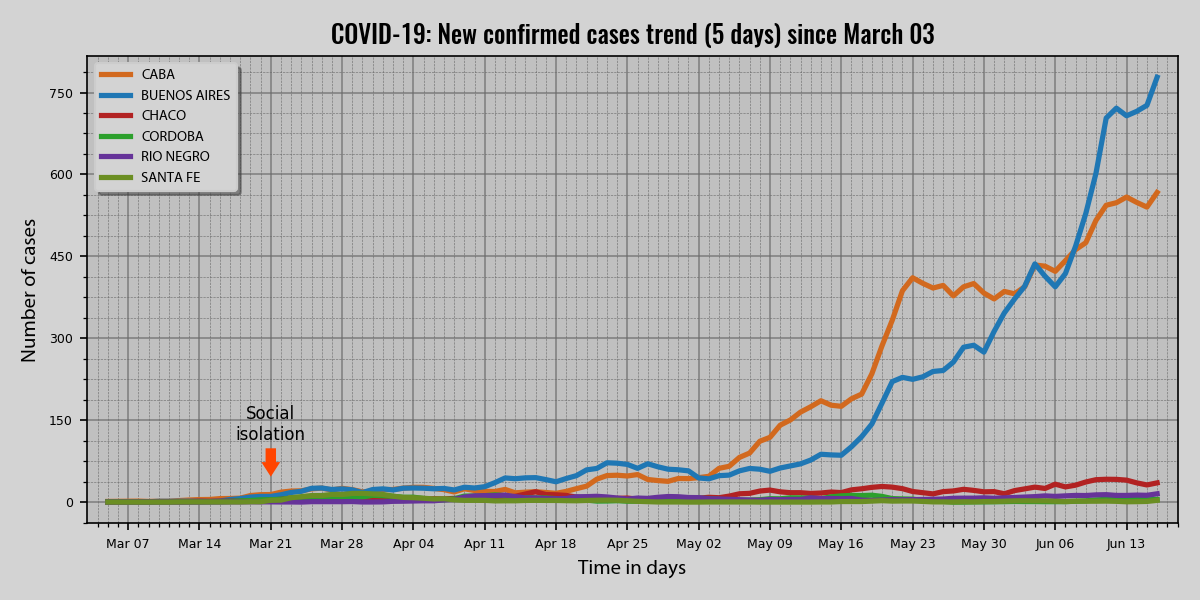 COVID-19: New confirmed cases trend (5 days) since March 03
CABA
BUENOS AIRES
CHACO
CORDOBA
RIO NEGRO
SANTA FE
750
600
450
300
150
0
Number of cases
Social
isolation
Mar 07
Mar 14
Mar 21
Mar 28
Apr 04
Apr 11
Apr 18
Apr 25
May 02
May 09
May 16
May 23
May 30
Jun 06
Jun 13
Time in days